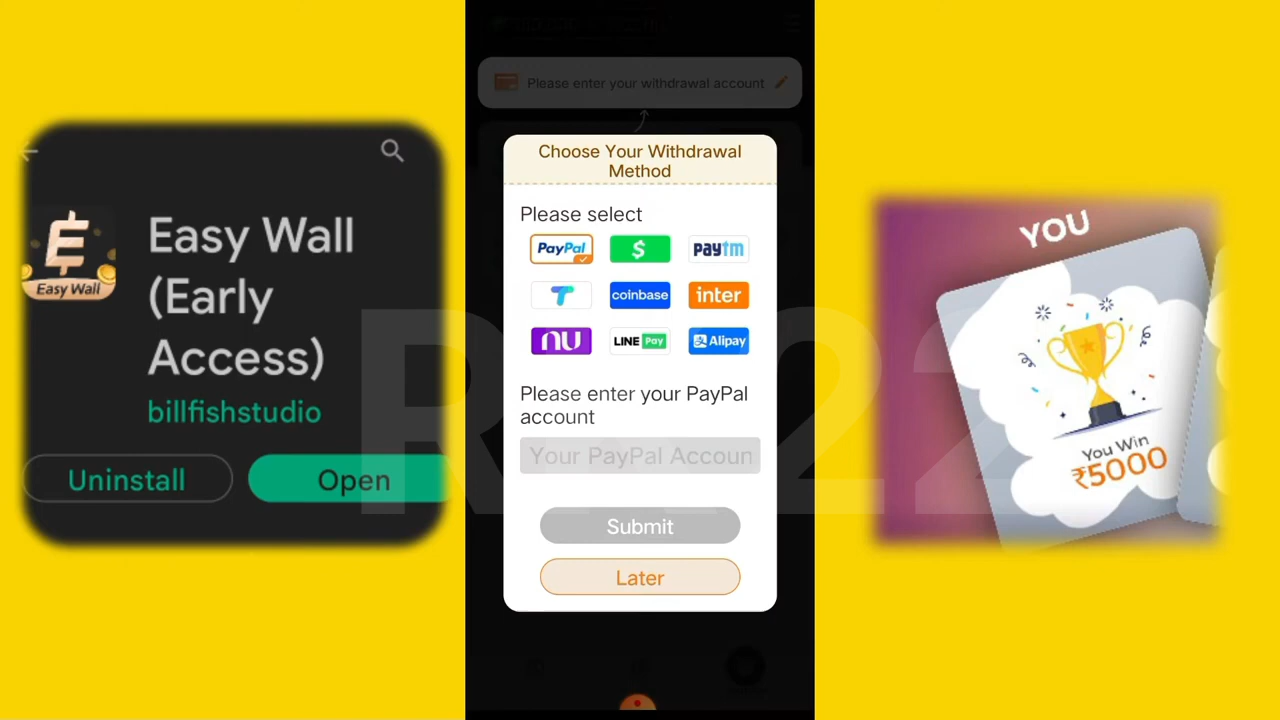 Easy Wall
(Early
Access)
Easy Wall
billfishstudio
Uninstall
Open
Please enter your withdrawal account
Choose Your Withdrawal
Method
Please select
PayPal
$
paytm
T
coinbase
inter
nu
LINE Pay
Alipay
Please enter your PayPal
account
Your PayPal Accoun
Submit
Later
YOU
You Win
₹5000